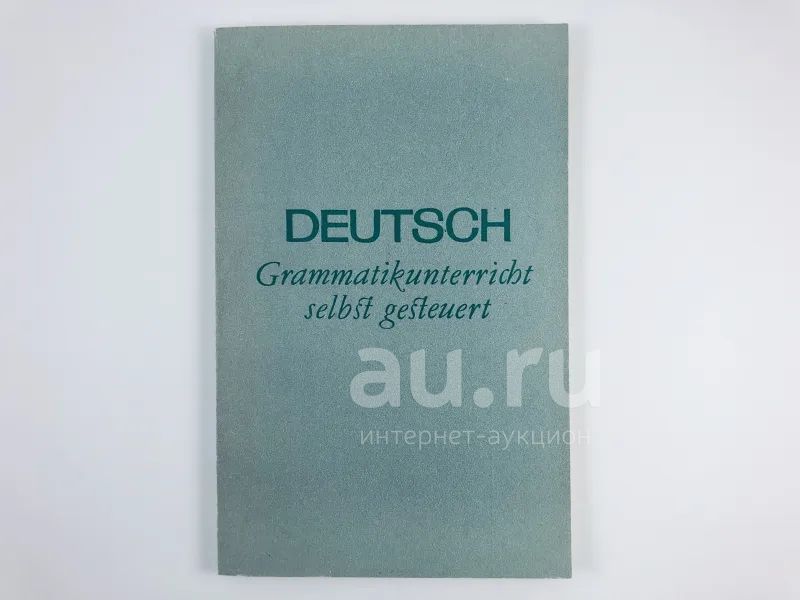 DEUTSCH
Grammatikunterricht
selbst gesteuert
au.ru
интернет-аукцион